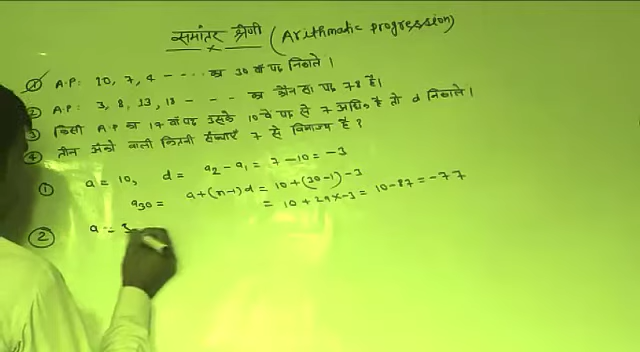 समांतर श्रेणी (Arithmatic progression)
① A.P: 10, 7, 4 - - - - का 30 वाँ पद निकाले।
② A.P: 3, 8, 13, 18 - - - का कौन सा पद 78 है।
③ किसी A.P का 17 वाँ पद उसके 10 वे पद से 7 अधिक है तो d निकाले।
④ तीन अंको वाली कितनी संख्याएँ 7 से विभाज्य है?
① a = 10, d = a₂ - a₁ = 7 - 10 = -3
a₃₀ = a + (n-1)d = 10 + (30-1) -3
= 10 + 29 x -3 = 10 - 87 = -77
② a = 3